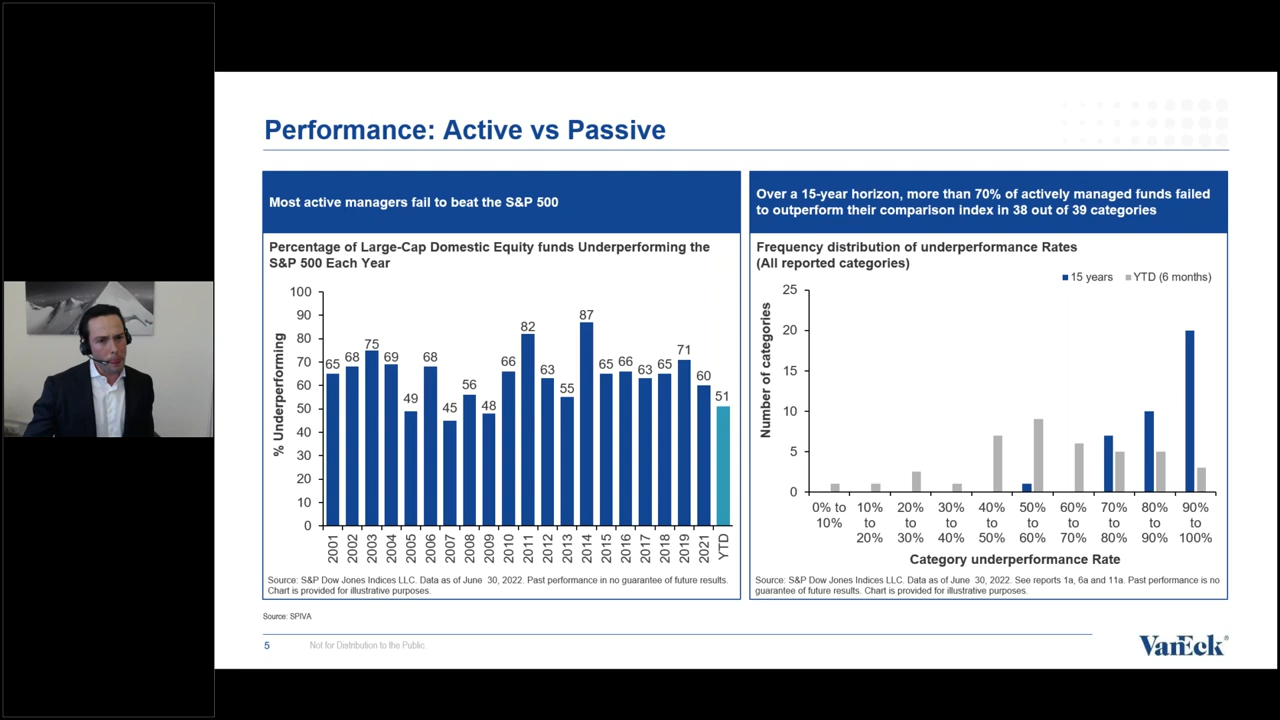 Performance: Active vs Passive
Most active managers fail to beat the S&P 500
Percentage of Large-Cap Domestic Equity funds Underperforming the
S&P 500 Each Year
% Underperforming
100
90
80
70
60
50
40
30
20
10
0
65
68
75
69
49
68
45
56
48
66
82
63
55
87
65
66
63
65
71
60
51
2001
2002
2003
2004
2005
2006
2007
2008
2009
2010
2011
2012
2013
2014
2015
2016
2017
2018
2019
2021
YTD
Source: S&P Dow Jones Indices LLC. Data as of June 30, 2022. Past performance in no guarantee of future results.
Chart is provided for illustrative purposes.
Over a 15-year horizon, more than 70% of actively managed funds failed
to outperform their comparison index in 38 out of 39 categories
Frequency distribution of underperformance Rates
(All reported categories)
15 years
YTD (6 months)
Number of categories
25
20
15
10
5
0
0% to
10%
10%
to
20%
20%
to
30%
30%
to
40%
40%
to
50%
50%
to
60%
60%
to
70%
70%
to
80%
80%
to
90%
90%
to
100%
Category underperformance Rate
Source: S&P Dow Jones Indices LLC. Data as of June 30, 2022. See reports 1a, 6a and 11a. Past performance is no
guarantee of future results. Chart is provided for illustrative purposes.
Source: SPIVA
5
Not for Distribution to the Public.
VanEck®